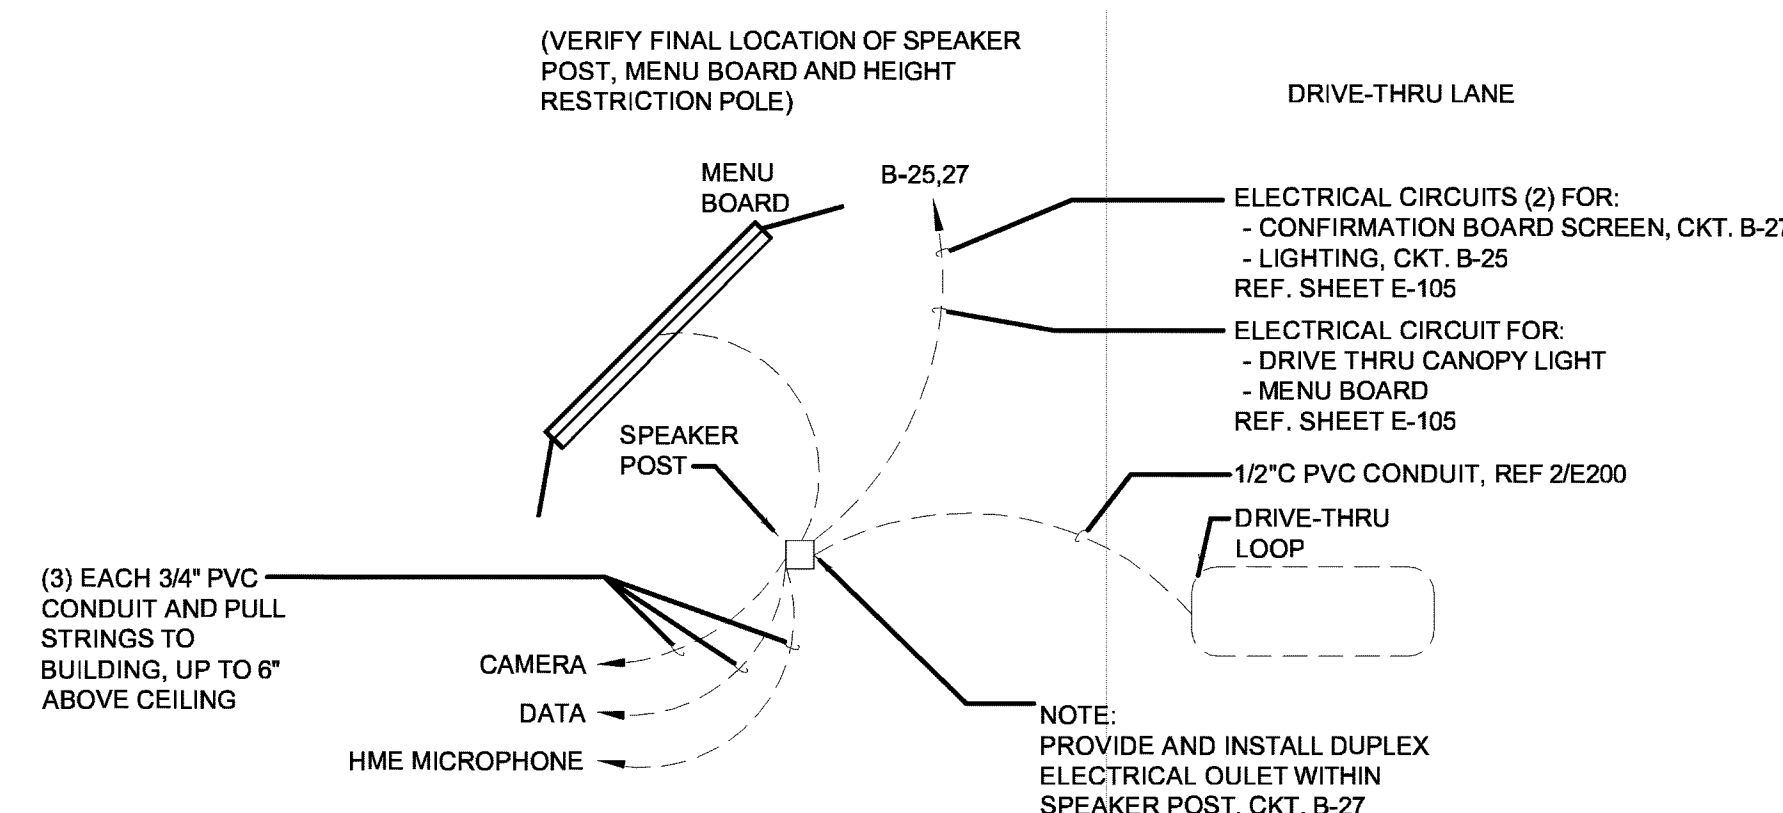 (VERIFY FINAL LOCATION OF SPEAKER
POST, MENU BOARD AND HEIGHT
RESTRICTION POLE)
DRIVE-THRU LANE
MENU
BOARD
B-25,27
ELECTRICAL CIRCUITS (2) FOR:
- CONFIRMATION BOARD SCREEN, CKT. B-27
- LIGHTING, CKT. B-25
REF. SHEET E-105
ELECTRICAL CIRCUIT FOR:
- DRIVE THRU CANOPY LIGHT
- MENU BOARD
REF. SHEET E-105
SPEAKER
POST
1/2"C PVC CONDUIT, REF 2/E200
DRIVE-THRU
LOOP
(3) EACH 3/4" PVC
CONDUIT AND PULL
STRINGS TO
BUILDING, UP TO 6"
ABOVE CEILING
CAMERA
DATA
HME MICROPHONE
NOTE:
PROVIDE AND INSTALL DUPLEX
ELECTRICAL OULET WITHIN
SPEAKER POST. CKT. B-27